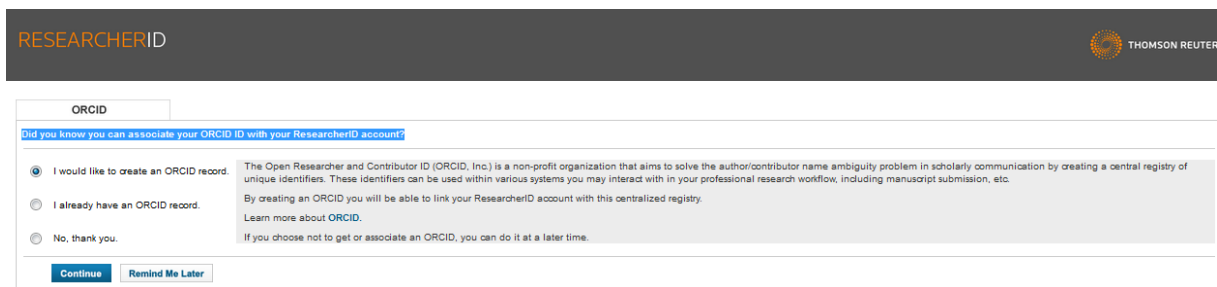 RESEARCHERID
THOMSON REUTER
ORCID
Did you know you can associate your ORCID ID with your ResearcherID account?
I would like to create an ORCID record.
The Open Researcher and Contributor ID (ORCID, Inc.) is a non-profit organization that aims to solve the author/contributor name ambiguity problem in scholarly communication by creating a central registry of
unique identifiers. These identifiers can be used within various systems you may interact with in your professional research workflow, including manuscript submission, etc.
I already have an ORCID record.
By creating an ORCID you will be able to link your ResearcherID account with this centralized registry.
Learn more about ORCID.
No, thank you.
If you choose not to get or associate an ORCID, you can do it at a later time.
Continue
Remind Me Later